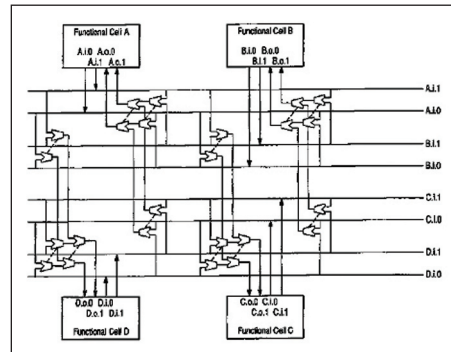 Functional Cell A
A.i.0 A.o.0
A.i.1 A.o.1
Functional Cell B
B.i.0 B.o.0
B.i.1 B.o.1
A.i.1
A.i.0
B.i.1
B.i.0
C.i.1
C.i.0
D.i.1
D.i.0
D.o.0 D.i.0
D.o.1 D.i.1
Functional Cell D
C.o.0 C.i.0
C.o.1 C.i.1
Functional Cell C